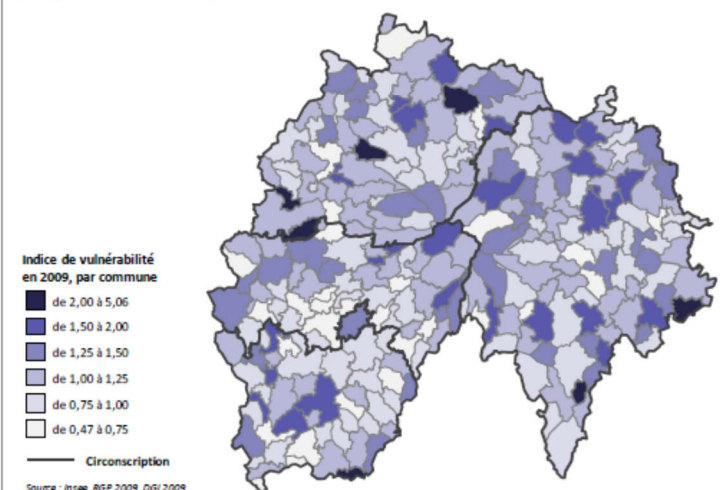 Indice de vulnérabilité
en 2009, par commune
de 2,00 à 5,06
de 1,50 à 2,00
de 1,25 à 1,50
de 1,00 à 1,25
de 0,75 à 1,00
de 0,47 à 0,75
Circonscription
Source : Insee, RGP 2009, DGI 2009